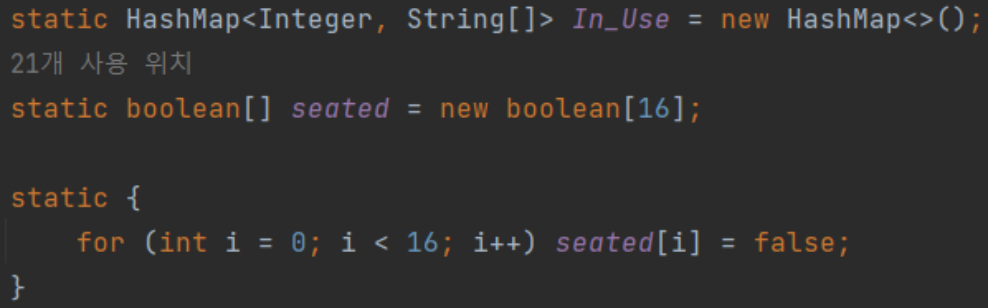 static HashMap<Integer, String[]> In_Use = new HashMap<>();
21개 사용 위치
static boolean[] seated = new boolean[16];
static {
for (int i = 0; i < 16; i++) seated[i] = false;
}